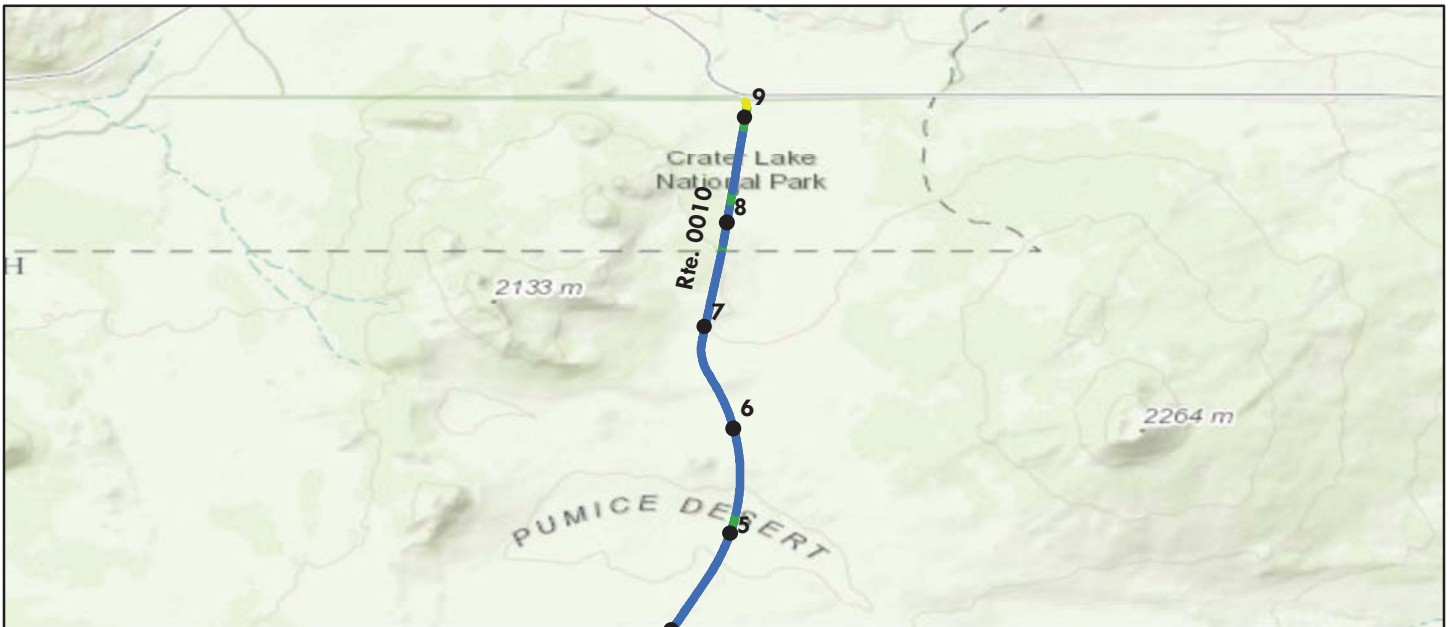 9
Crater Lake
National Park
Rte. 0010
8
H
2133 m
7
6
2264 m
PUMICE DESERT
5